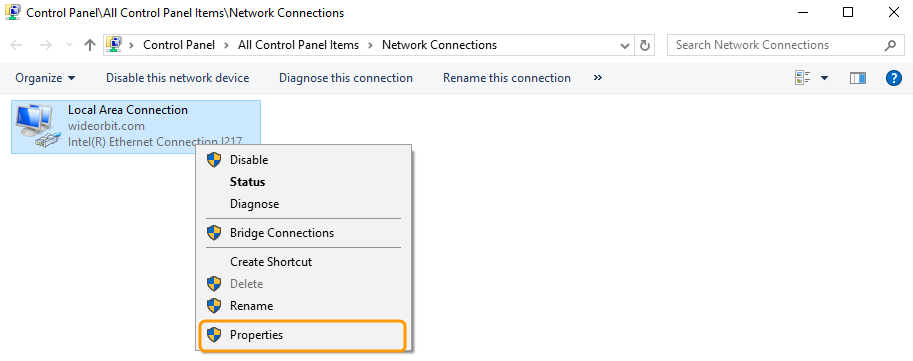 Control Panel\All Control Panel Items\Network Connections
Control Panel > All Control Panel Items > Network Connections
Search Network Connections
Organize Disable this network device Diagnose this connection Rename this connection »
Local Area Connection
wideorbit.com
Intel(R) Ethernet Connection I217
Disable
Status
Diagnose
Bridge Connections
Create Shortcut
Delete
Rename
Properties